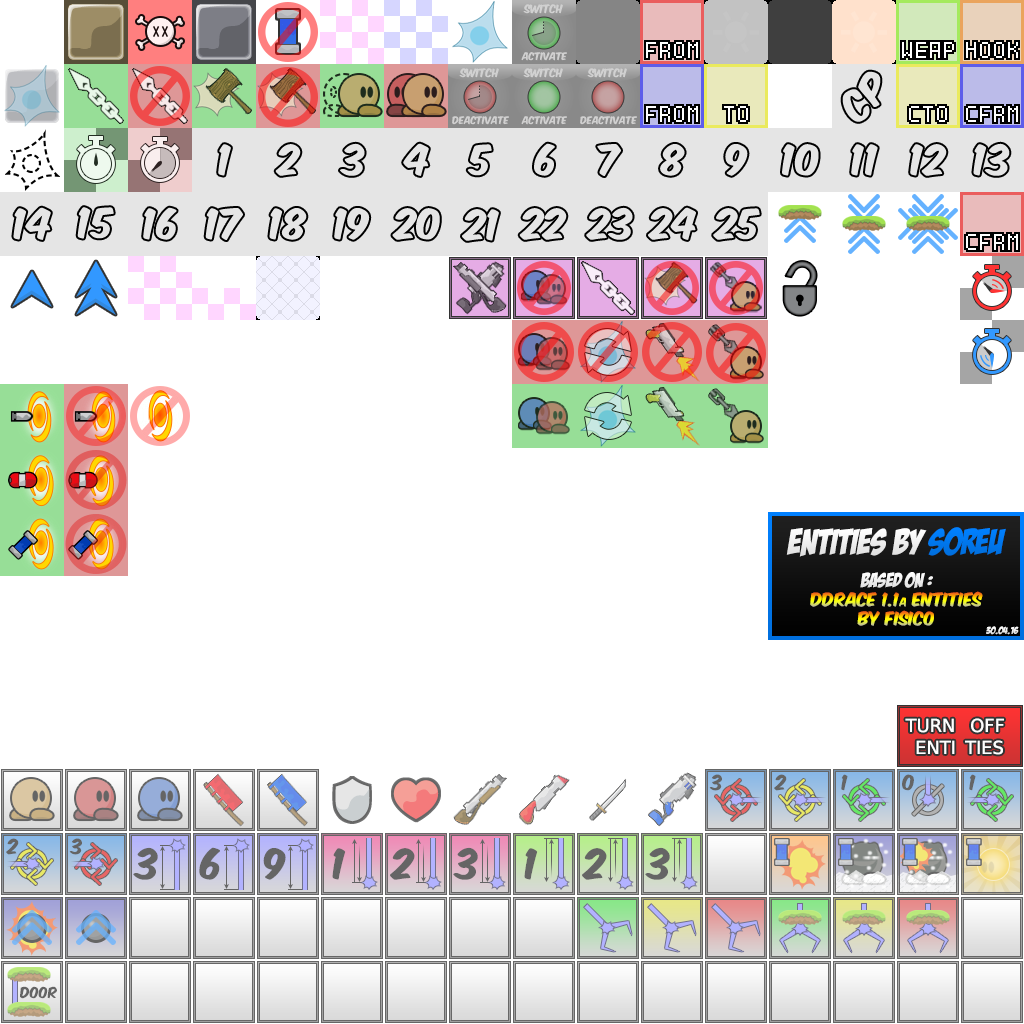 SWITCH
ACTIVATE
FROM
WEAP
HOOK
SWITCH
DEACTIVATE
SWITCH
ACTIVATE
SWITCH
DEACTIVATE
FROM
TO
CP
CTO
CFRM
1 2 3 4 5 6 7 8 9 10 11 12 13
14 15 16 17 18 19 20 21 22 23 24 25
CFRM
ENTITIES BY SOREU
BASED ON :
DDRACE 1.1A ENTITIES
BY FISICO
30.04.16
TURN OFF
ENTI TIES
3 2 1 0 1
2 3 3 6 9 1 2 3 1 2 3
DOOR